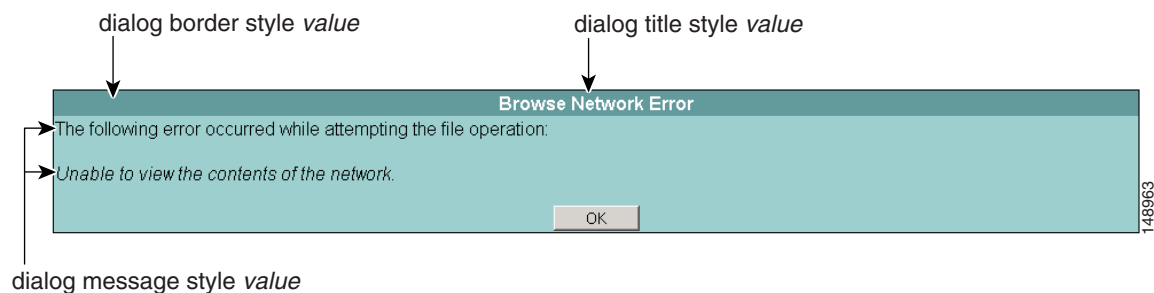 dialog border style value
dialog title style value
Browse Network Error
The following error occurred while attempting the file operation:
Unable to view the contents of the network.
OK
148963
dialog message style value